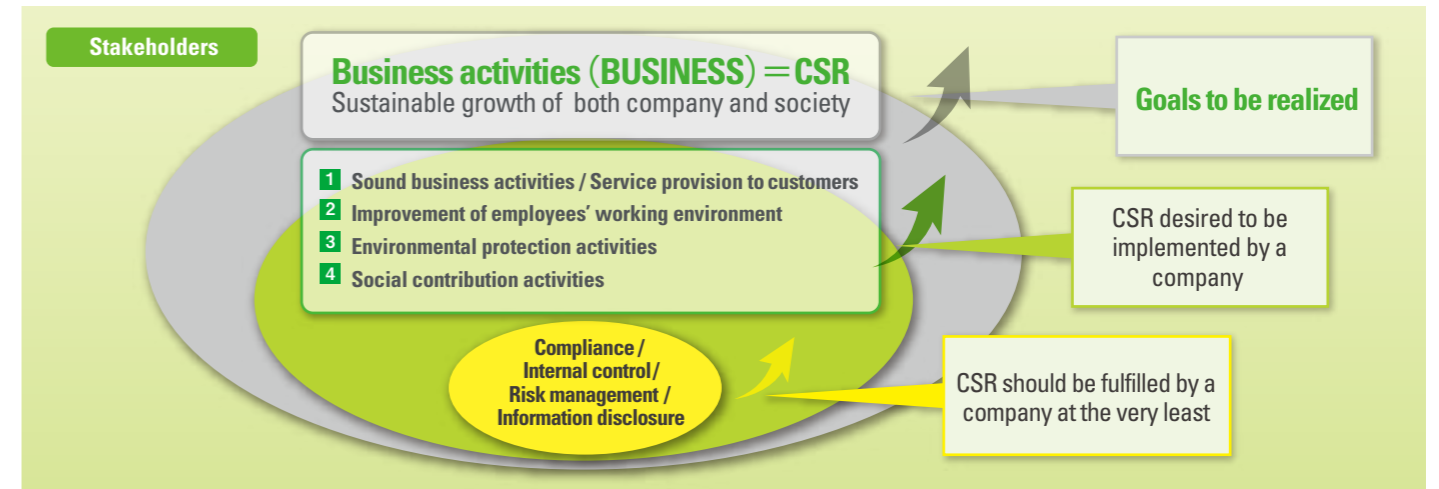 Stakeholders
Business activities（BUSINESS）＝CSR
Sustainable growth of both company and society
Goals to be realized
1 Sound business activities / Service provision to customers
2 Improvement of employees’ working environment
3 Environmental protection activities
4 Social contribution activities
CSR desired to be
implemented by a
company
Compliance /
Internal control/
Risk management /
Information disclosure
CSR should be fulfilled by a
company at the very least